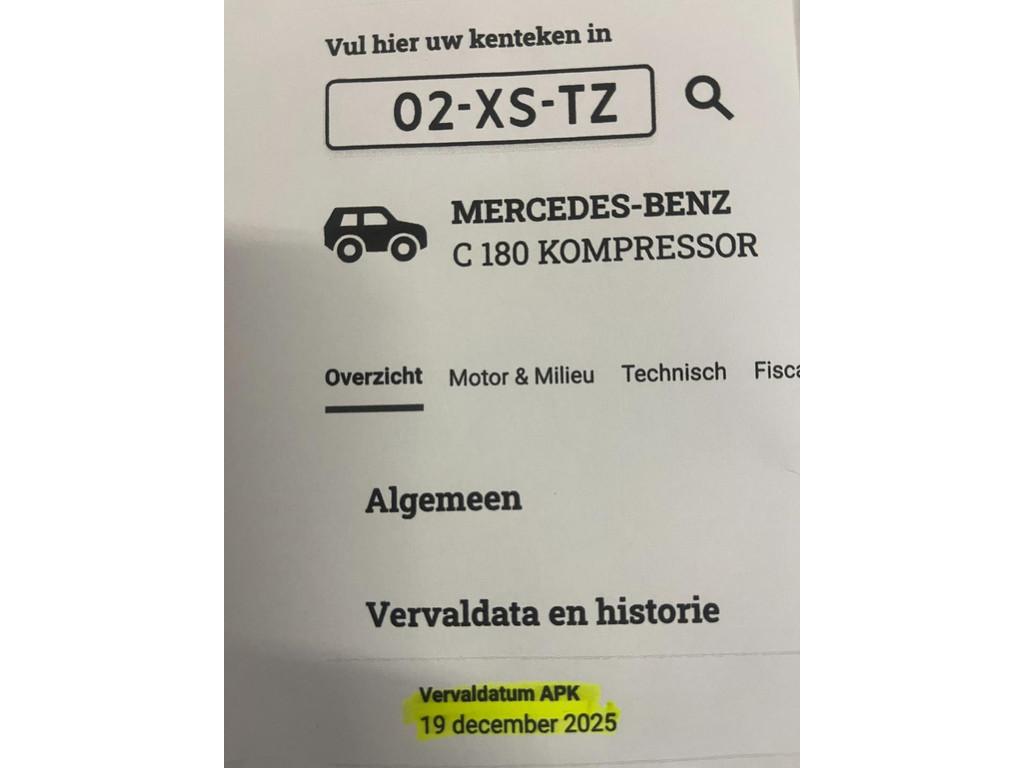 Vul hier uw kenteken in
02-XS-TZ
MERCEDES-BENZ
C 180 KOMPRESSOR
Overzicht Motor & Milieu Technisch Fisca
Algemeen
Vervaldata en historie
Vervaldatum APK
19 december 2025